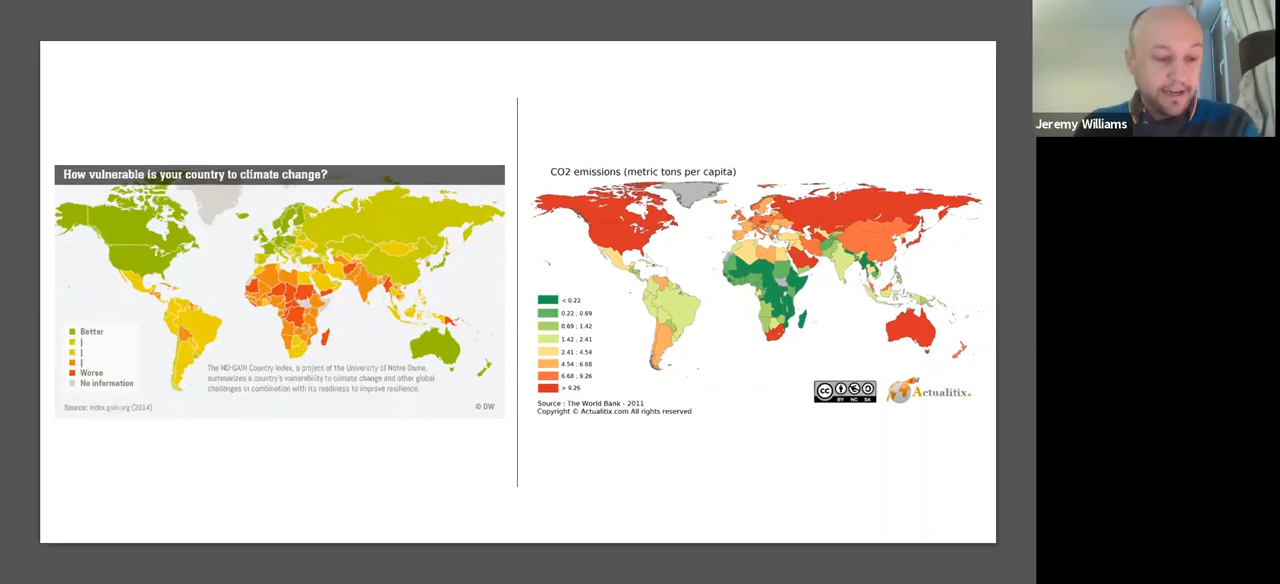 How vulnerable is your country to climate change?
Better
Worse
No information
The ND-GAIN Country Index, a project of the University of Notre Dame,
summarizes a country's vulnerability to climate change and other global
challenges in combination with its readiness to improve resilience.
Source: index.gain.org (2014)
© DW
CO2 emissions (metric tons per capita)
< 0.22
0.22 ; 0.69
0.69 ; 1.42
1.42 ; 2.41
2.41 ; 4.54
4.54 ; 6.68
6.68 ; 9.26
> 9.26
Source : The World Bank - 2011
Copyright © Actualitix.com All rights reserved
CC
BY NC SA
Actualitix.
Jeremy Williams